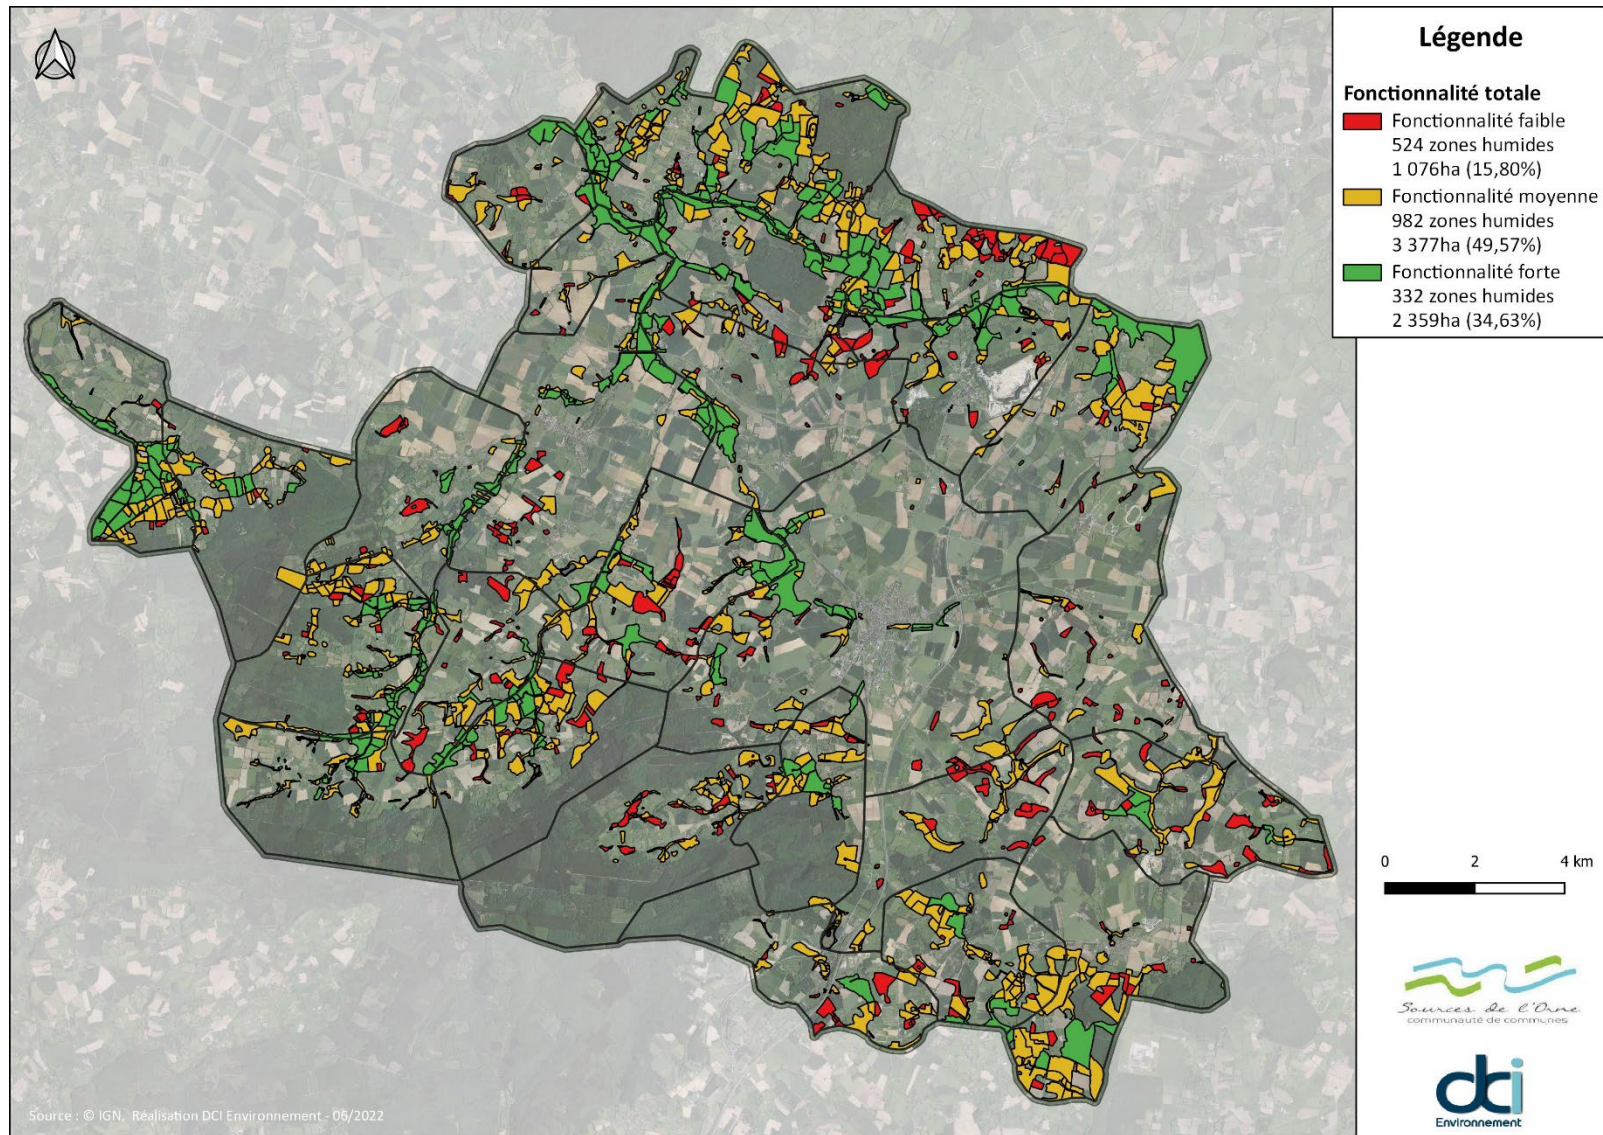 Légende
Fonctionnalité totale
Fonctionnalité faible
524 zones humides
1 076ha (15,80%)
Fonctionnalité moyenne
982 zones humides
3 377ha (49,57%)
Fonctionnalité forte
332 zones humides
2 359ha (34,63%)
0 2 4 km
Sources de l'Orne
communauté de communes
dci
Environnement
Source : © IGN, Réalisation DCI Environnement - 06/2022